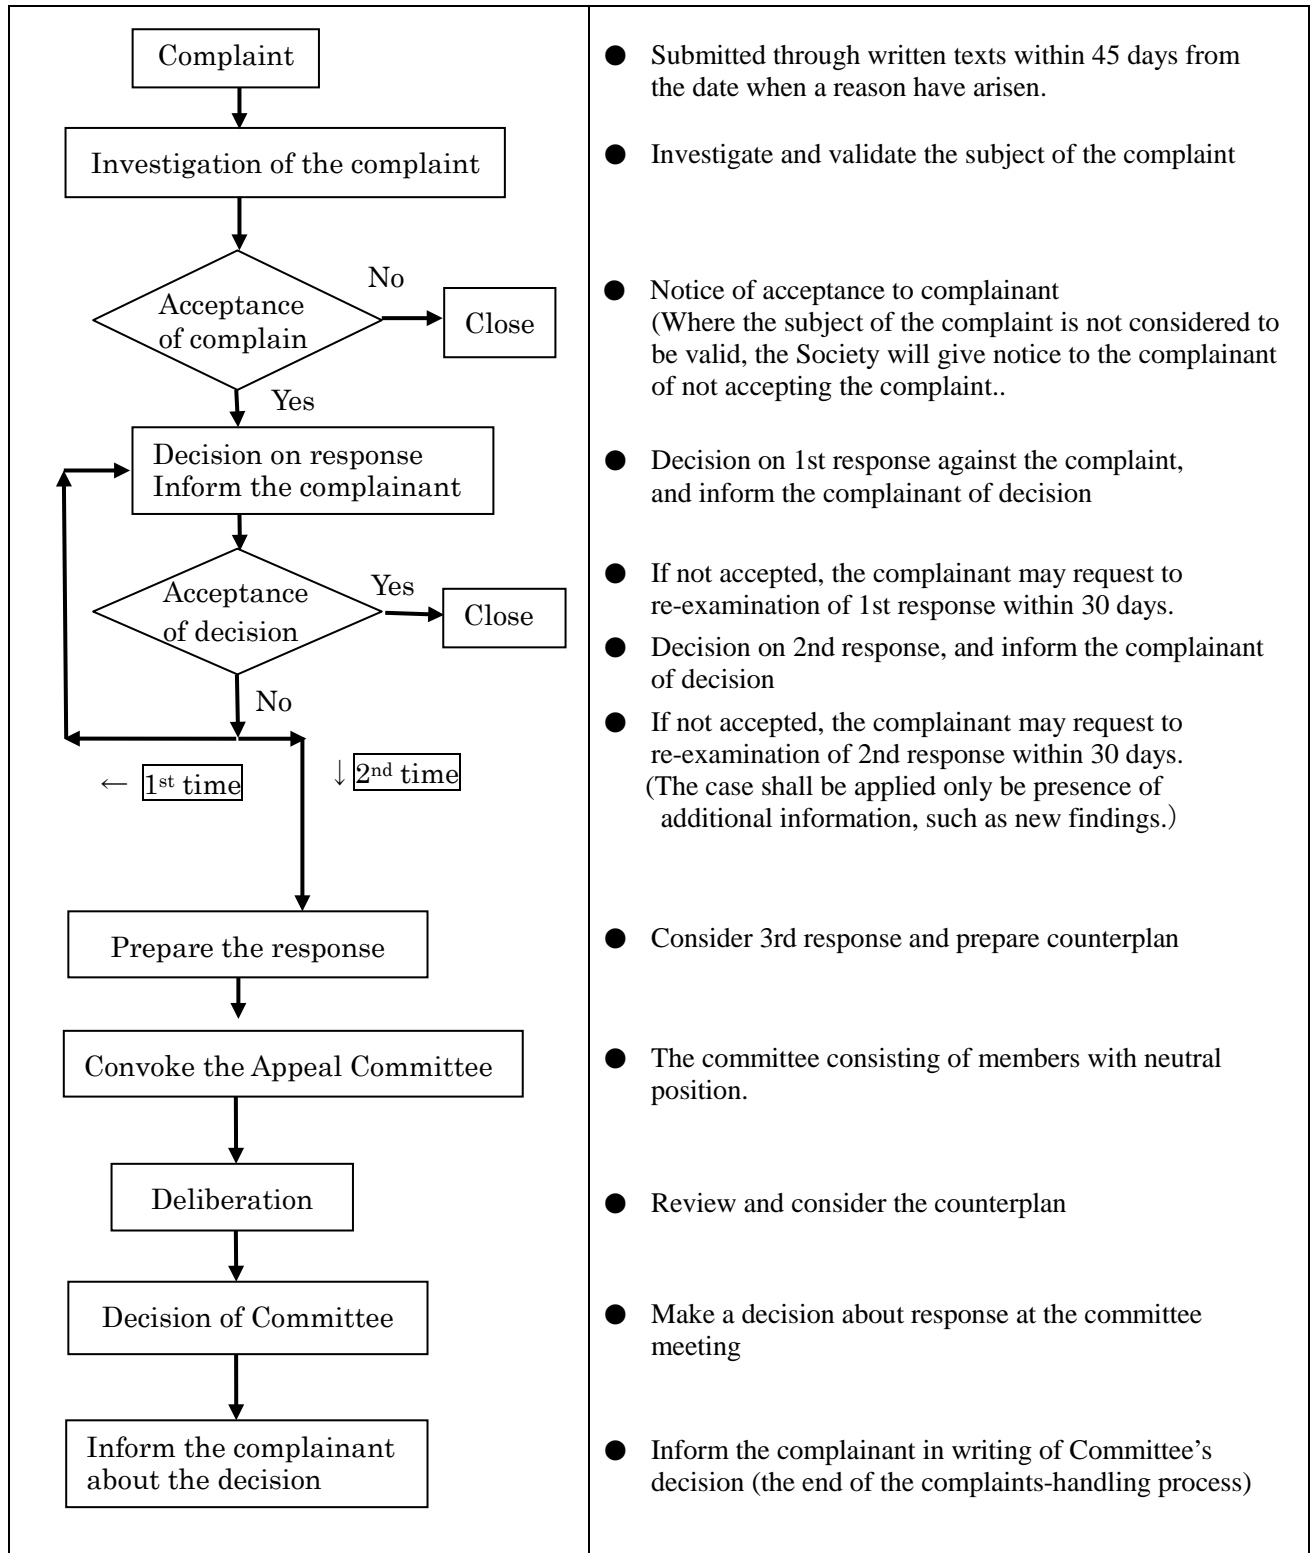 Complaint
● Submitted through written texts within 45 days from
the date when a reason have arisen.
Investigation of the complaint
● Investigate and validate the subject of the complaint
Acceptance
of complain
No
Close
Yes
● Notice of acceptance to complainant
(Where the subject of the complaint is not considered to
be valid, the Society will give notice to the complainant
of not accepting the complaint..
Decision on response
Inform the complainant
● Decision on 1st response against the complaint,
and inform the complainant of decision
Acceptance
of decision
Yes
Close
No
← 1st time
↓ 2nd time
● If not accepted, the complainant may request to
re-examination of 1st response within 30 days.
● Decision on 2nd response, and inform the complainant
of decision
● If not accepted, the complainant may request to
re-examination of 2nd response within 30 days.
(The case shall be applied only be presence of
additional information, such as new findings.）
Prepare the response
● Consider 3rd response and prepare counterplan
Convoke the Appeal Committee
● The committee consisting of members with neutral
position.
Deliberation
● Review and consider the counterplan
Decision of Committee
● Make a decision about response at the committee
meeting
Inform the complainant
about the decision
● Inform the complainant in writing of Committee’s
decision (the end of the complaints-handling process)